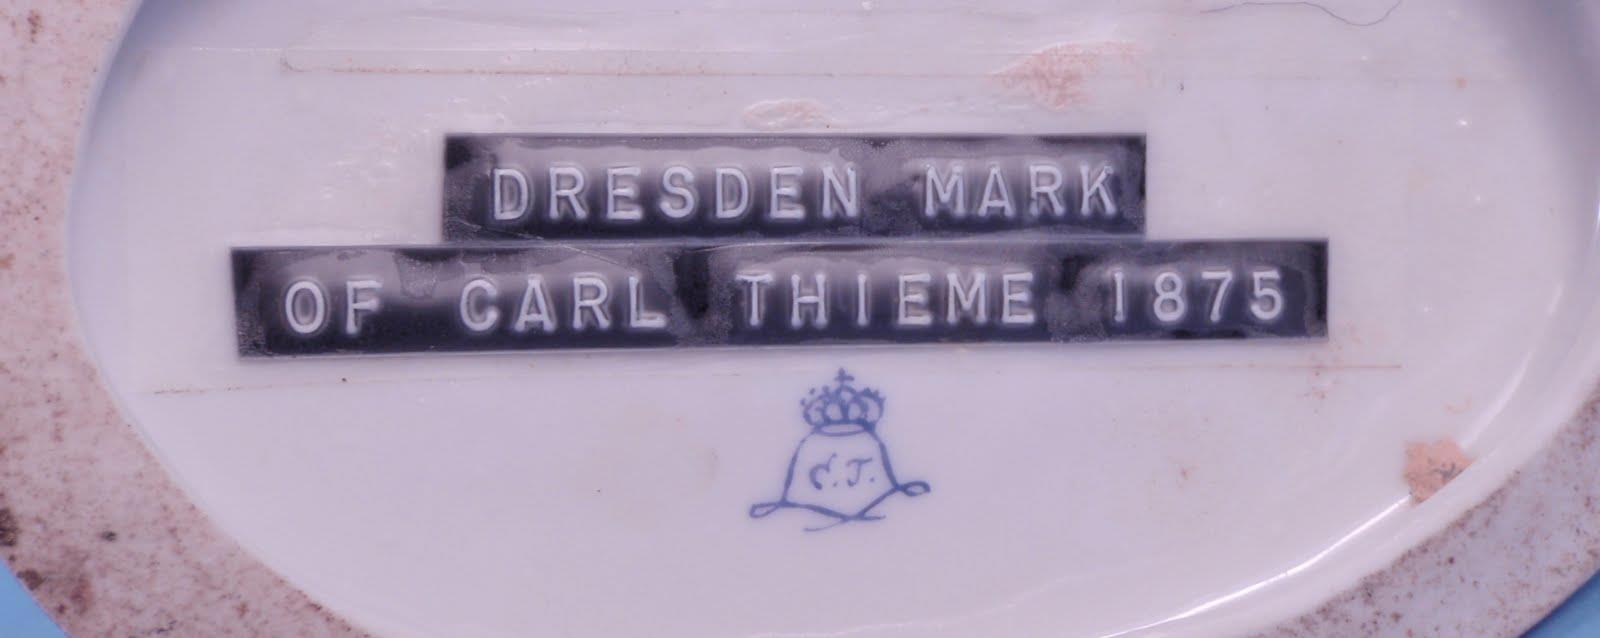 DRESDEN MARK
OF CARL THIEME 1875
C.T.